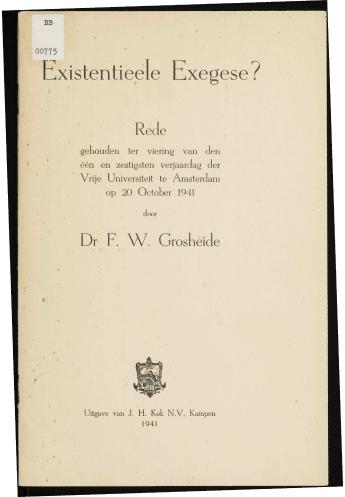 BB
00775
Existentieele Exegese?
Rede
gehouden ter viering van den
één en zestigsten verjaardag der
Vrije Universiteit te Amsterdam
op 20 October 1941
door
Dr F. W. Grosheide
Uitgave van J. H. Kok N.V. Kampen
1941